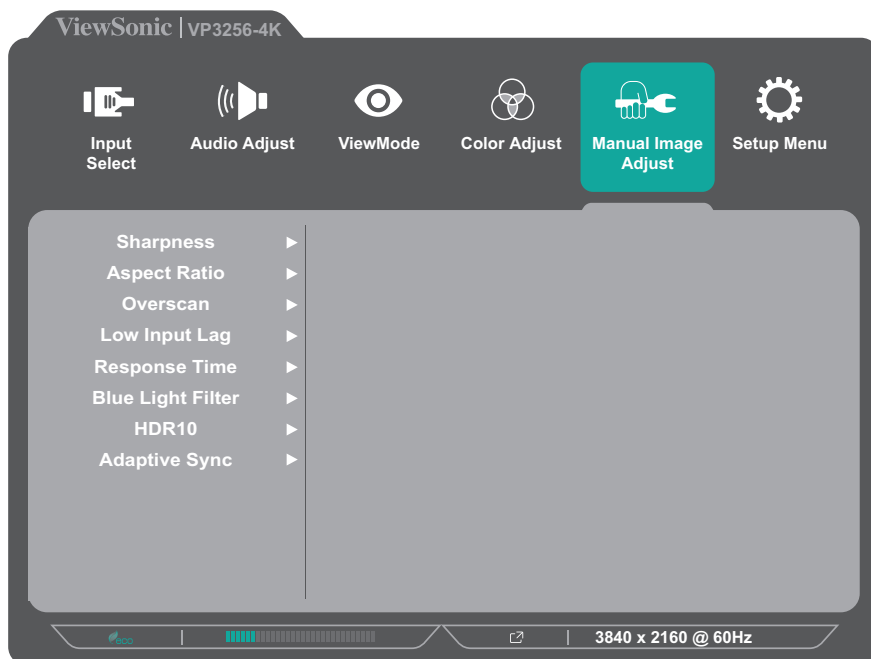 ViewSonic | VP3256-4K
Input Select
Audio Adjust
ViewMode
Color Adjust
Manual Image Adjust
Setup Menu
Sharpness
Aspect Ratio
Overscan
Low Input Lag
Response Time
Blue Light Filter
HDR10
Adaptive Sync
eco
3840 x 2160 @ 60Hz